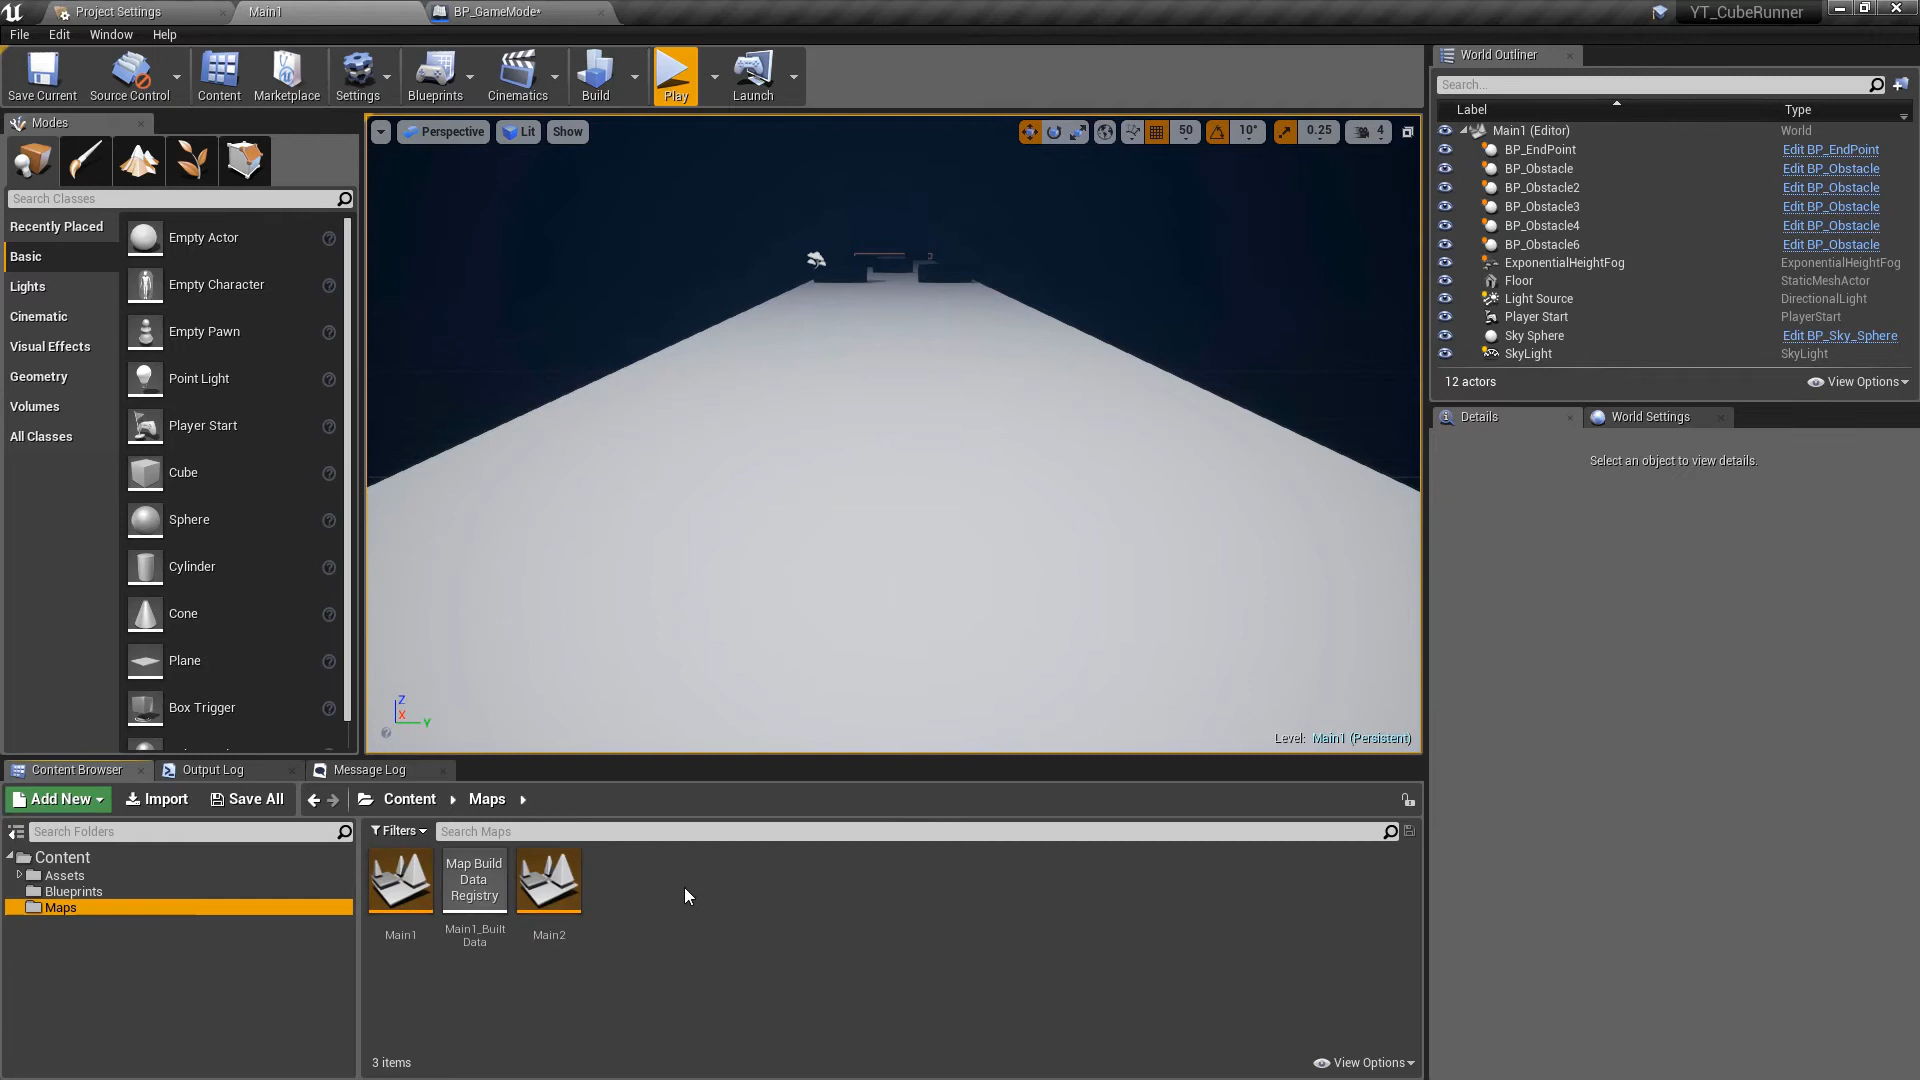 Project Settings
Main1
BP_GameMode*
YT_CubeRunner
File
Edit
Window
Help
Save Current
Source Control
Content
Marketplace
Settings
Blueprints
Cinematics
Build
Play
Launch
Modes
Search Classes
Recently Placed
Basic
Lights
Cinematic
Visual Effects
Geometry
Volumes
All Classes
Empty Actor
Empty Character
Empty Pawn
Point Light
Player Start
Cube
Sphere
Cylinder
Cone
Plane
Box Trigger
Perspective
Lit
Show
50
10°
0.25
4
Z
X
Y
Level: Main1 (Persistent)
World Outliner
Search...
Label
Type
Main1 (Editor)
World
BP_EndPoint
Edit BP_EndPoint
BP_Obstacle
Edit BP_Obstacle
BP_Obstacle2
Edit BP_Obstacle
BP_Obstacle3
Edit BP_Obstacle
BP_Obstacle4
Edit BP_Obstacle
BP_Obstacle6
Edit BP_Obstacle
ExponentialHeightFog
ExponentialHeightFog
Floor
StaticMeshActor
Light Source
DirectionalLight
Player Start
PlayerStart
Sky Sphere
Edit BP_Sky_Sphere
SkyLight
SkyLight
12 actors
View Options
Details
World Settings
Select an object to view details.
Content Browser
Output Log
Message Log
Add New
Import
Save All
Content
Maps
Search Folders
Filters
Search Maps
Content
Assets
Blueprints
Maps
Map Build
Data
Registry
Main1
Main1_Built
Data
Main2
3 items
View Options